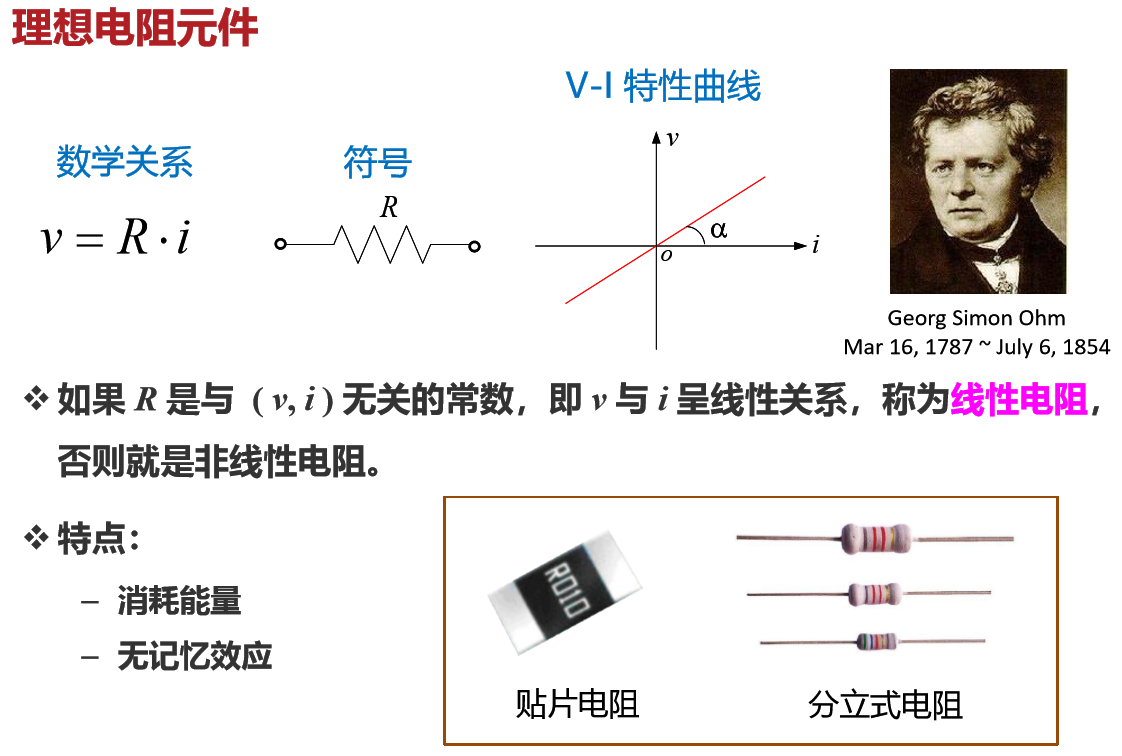 理想电阻元件
V-I 特性曲线
数学关系
符号
v = R · i
R
v
α
i
o
Georg Simon Ohm
Mar 16, 1787 ~ July 6, 1854
❖ 如果 R 是与 ( v, i ) 无关的常数，即 v 与 i 呈线性关系，称为线性电阻，
否则就是非线性电阻。
❖ 特点：
– 消耗能量
– 无记忆效应
R010
贴片电阻
分立式电阻